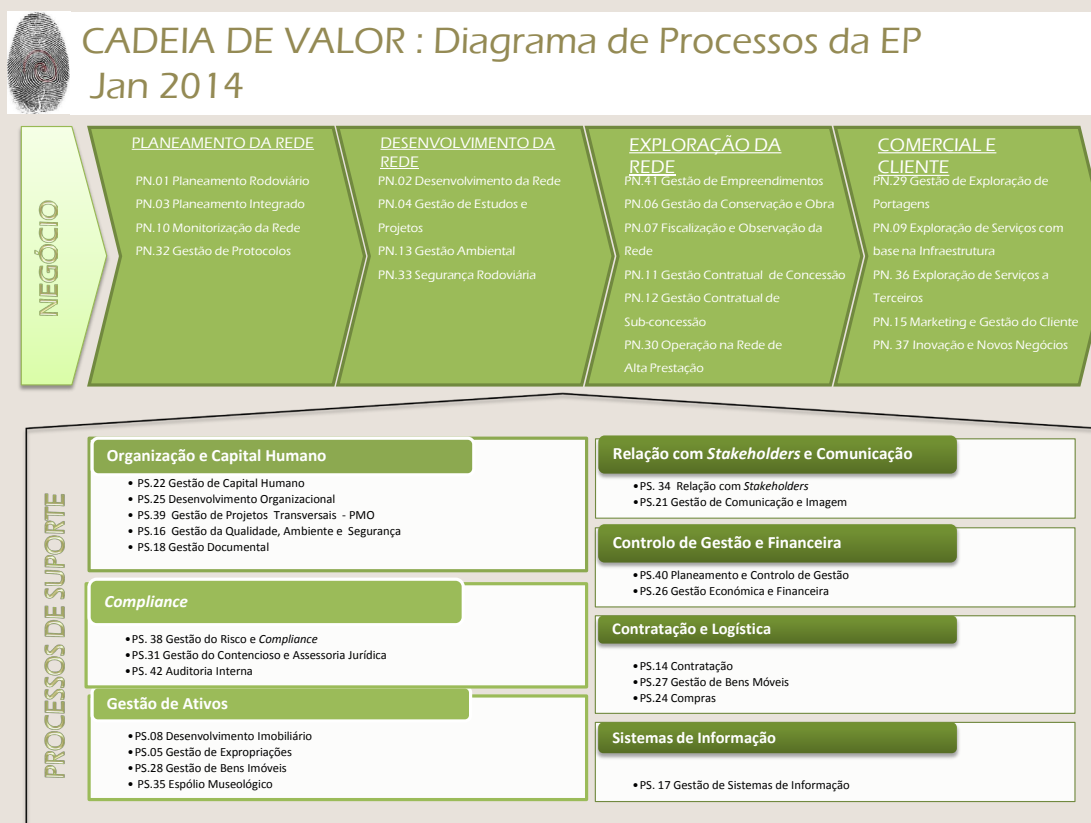 CADEIA DE VALOR : Diagrama de Processos da EP
Jan 2014
NEGÓCIO
PLANEAMENTO DA REDE
PN.01 Planeamento Rodoviário
PN.03 Planeamento Integrado
PN.10 Monitorização da Rede
PN.32 Gestão de Protocolos
DESENVOLVIMENTO DA
REDE
PN.02 Desenvolvimento da Rede
PN.04 Gestão de Estudos e
Projetos
PN.13 Gestão Ambiental
PN.33 Segurança Rodoviária
EXPLORAÇÃO DA
REDE
PN.41 Gestão de Empreendimentos
PN.06 Gestão da Conservação e Obra
PN.07 Fiscalização e Observação da
Rede
PN.11 Gestão Contratual de Concessão
PN.12 Gestão Contratual de
Sub-concessão
PN.30 Operação na Rede de
Alta Prestação
COMERCIAL E
CLIENTE
PN.29 Gestão de Exploração de
Portagens
PN.09 Exploração de Serviços com
base na Infraestrutura
PN. 36 Exploração de Serviços a
Terceiros
PN.15 Marketing e Gestão do Cliente
PN. 37 Inovação e Novos Negócios
PROCESSOS DE SUPORTE
Organização e Capital Humano
• PS.22 Gestão de Capital Humano
• PS.25 Desenvolvimento Organizacional
• PS.39 Gestão de Projetos Transversais - PMO
• PS.16 Gestão da Qualidade, Ambiente e Segurança
• PS.18 Gestão Documental
Compliance
•PS. 38 Gestão do Risco e Compliance
•PS.31 Gestão do Contencioso e Assessoria Jurídica
•PS. 42 Auditoria Interna
Gestão de Ativos
•PS.08 Desenvolvimento Imobiliário
•PS.05 Gestão de Expropriações
•PS.28 Gestão de Bens Imóveis
• PS.35 Espólio Museológico
Relação com Stakeholders e Comunicação
•PS. 34 Relação com Stakeholders
•PS.21 Gestão de Comunicação e Imagem
Controlo de Gestão e Financeira
•PS.40 Planeamento e Controlo de Gestão
•PS.26 Gestão Económica e Financeira
Contratação e Logística
•PS.14 Contratação
•PS.27 Gestão de Bens Móveis
•PS.24 Compras
Sistemas de Informação
•PS. 17 Gestão de Sistemas de Informação